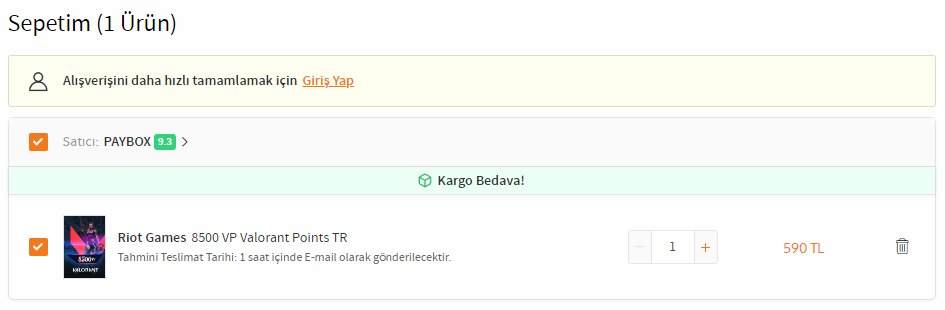 Sepetim (1 Ürün)
Alışverişini daha hızlı tamamlamak için Giriş Yap
Satıcı: PAYBOX 9.3
Kargo Bedava!
8500+
VALORANT
Riot Games 8500 VP Valorant Points TR
Tahmini Teslimat Tarihi: 1 saat içinde E-mail olarak gönderilecektir.
− 1 +
590 TL